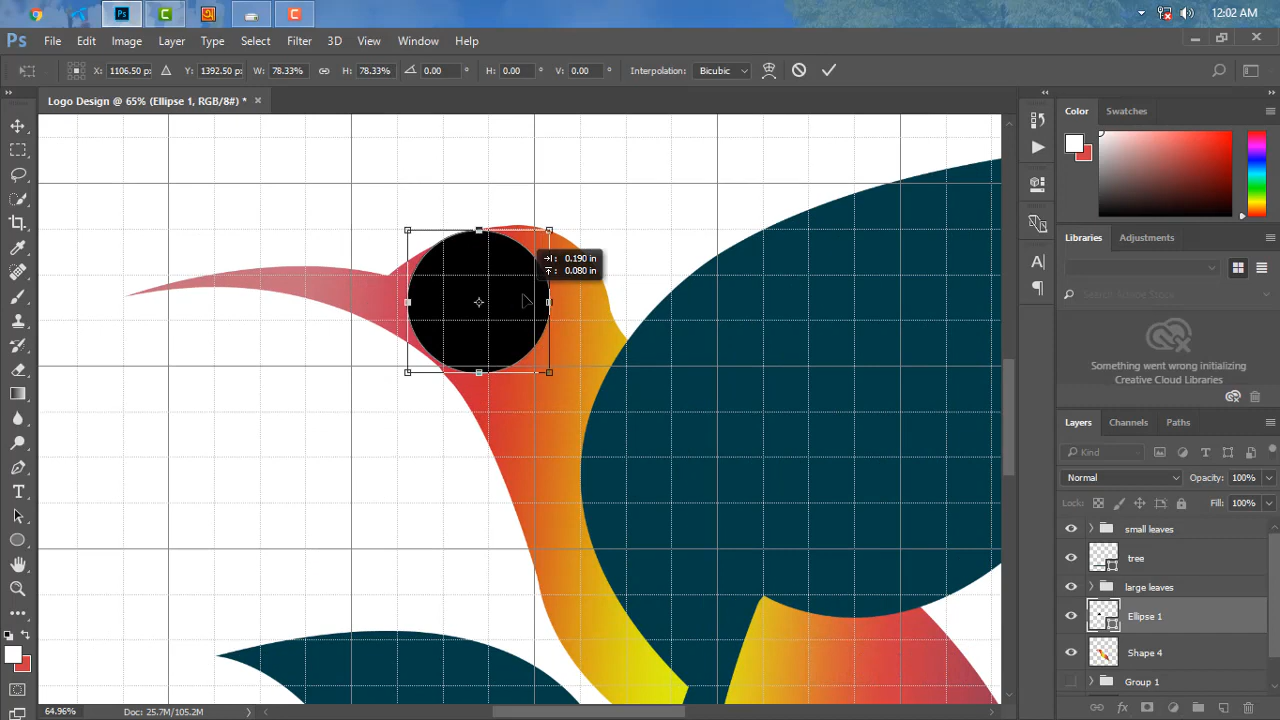 12:02 AM
Ps File Edit Image Layer Type Select Filter 3D View Window Help
X: 1106.50 px Y: 1392.50 px W: 78.33% H: 78.33% 0.00 ° H: 0.00 ° V: 0.00 ° Interpolation: Bicubic
Logo Design @ 65% (Ellipse 1, RGB/8#) * ×
Color Swatches
0.190 in
0.080 in
Libraries Adjustments
Search Adobe Stock
Something went wrong initializing
Creative Cloud Libraries
Layers Channels Paths
Kind
Normal Opacity: 100%
Lock: Fill: 100%
small leaves
tree
large leaves
Ellipse 1
Shape 4
Group 1
64.96% Doc: 25.7M/105.2M